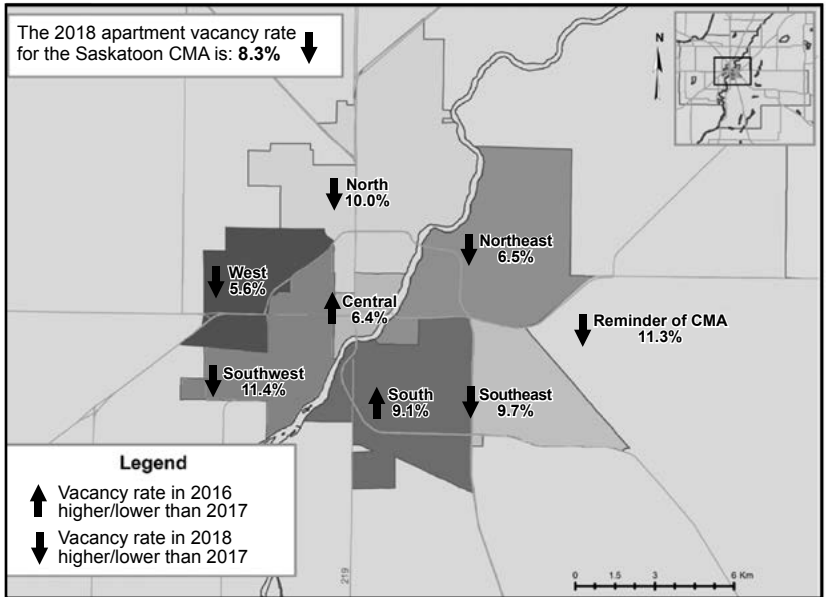 The 2018 apartment vacancy rate
for the Saskatoon CMA is: 8.3%
N
North
10.0%
Northeast
6.5%
West
5.6%
Central
6.4%
Reminder of CMA
11.3%
Southwest
11.4%
South
9.1%
Southeast
9.7%
Legend
Vacancy rate in 2016
higher/lower than 2017
Vacancy rate in 2018
higher/lower than 2017
219
0 1.5 3 6 Km